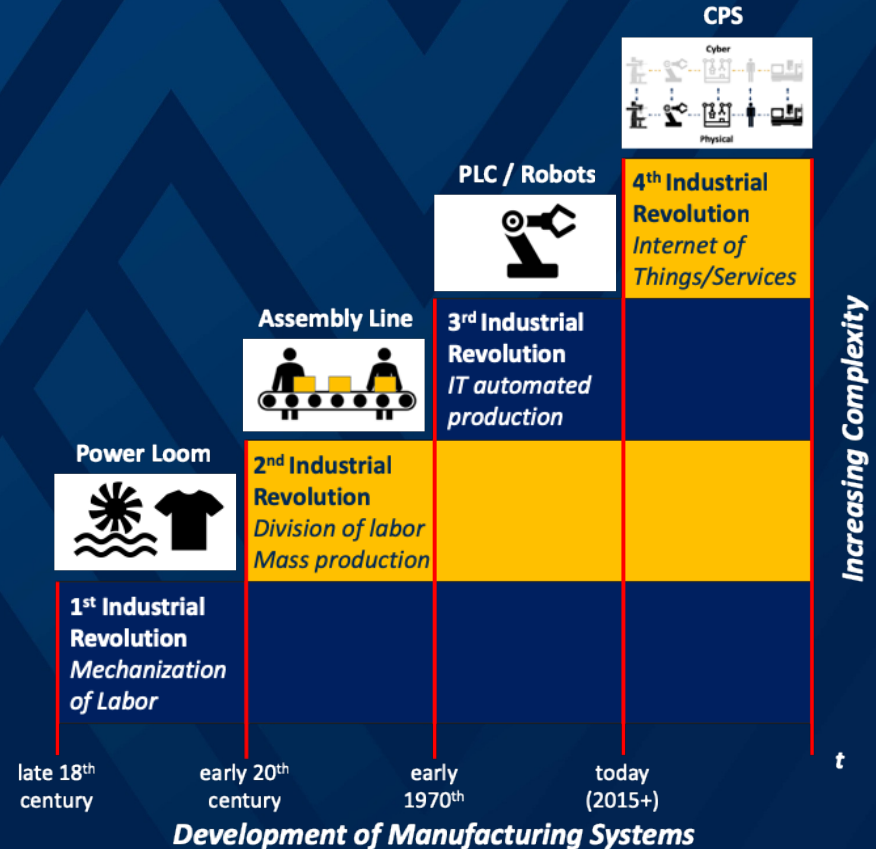 CPS
Cyber
Physical
PLC / Robots
4th Industrial
Revolution
Internet of
Things/Services
Assembly Line
3rd Industrial
Revolution
IT automated
production
Power Loom
2nd Industrial
Revolution
Division of labor
Mass production
1st Industrial
Revolution
Mechanization
of Labor
Increasing Complexity
late 18th
century
early 20th
century
early
1970th
today
(2015+)
t
Development of Manufacturing Systems